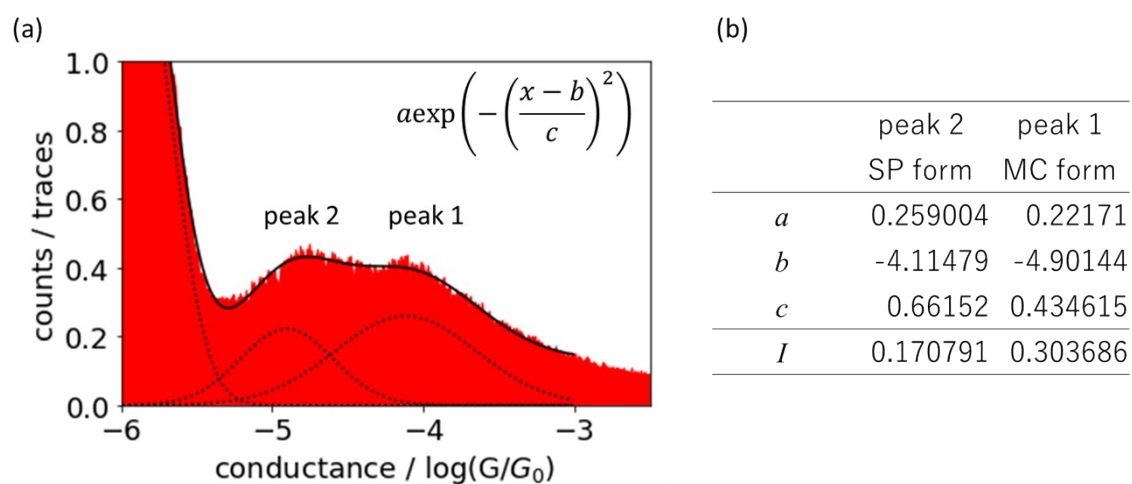 (a)
(b)
1.0
0.8
0.6
0.4
0.2
0.0
counts / traces
aexp(−((x − b)/c)²)
peak 2 peak 1
−6 −5 −4 −3
conductance / log(G/G₀)
peak 2 peak 1
SP form MC form
a 0.259004 0.22171
b -4.11479 -4.90144
c 0.66152 0.434615
I 0.170791 0.303686